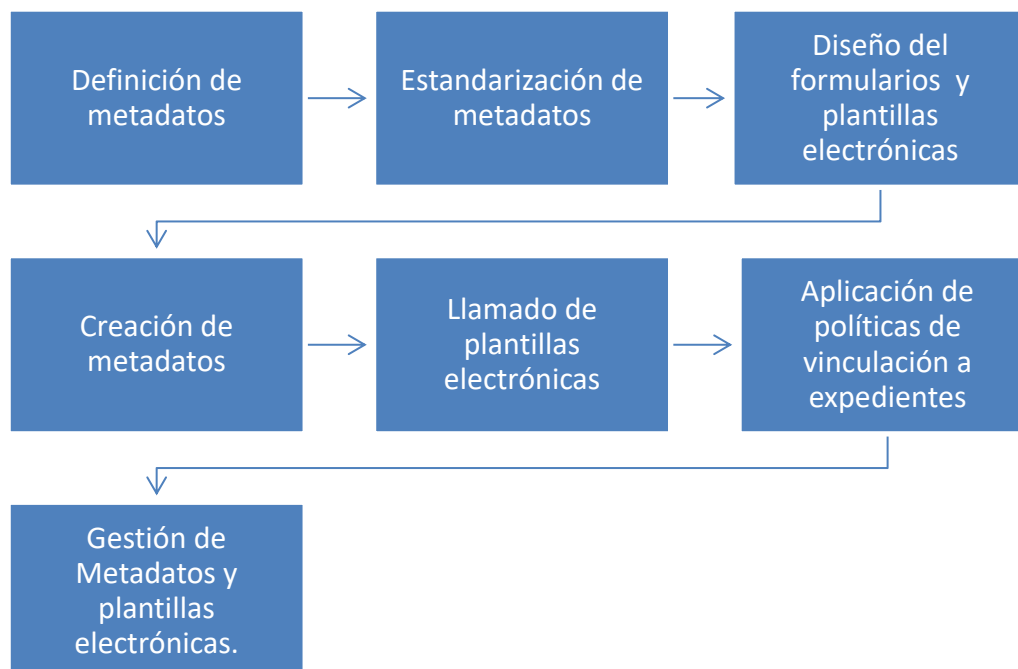 Definición de
metadatos
Estandarización de
metadatos
Diseño del
formularios y
plantillas
electrónicas
Creación de
metadatos
Llamado de
plantillas
electrónicas
Aplicación de
políticas de
vinculación a
expedientes
Gestión de
Metadatos y
plantillas
electrónicas.